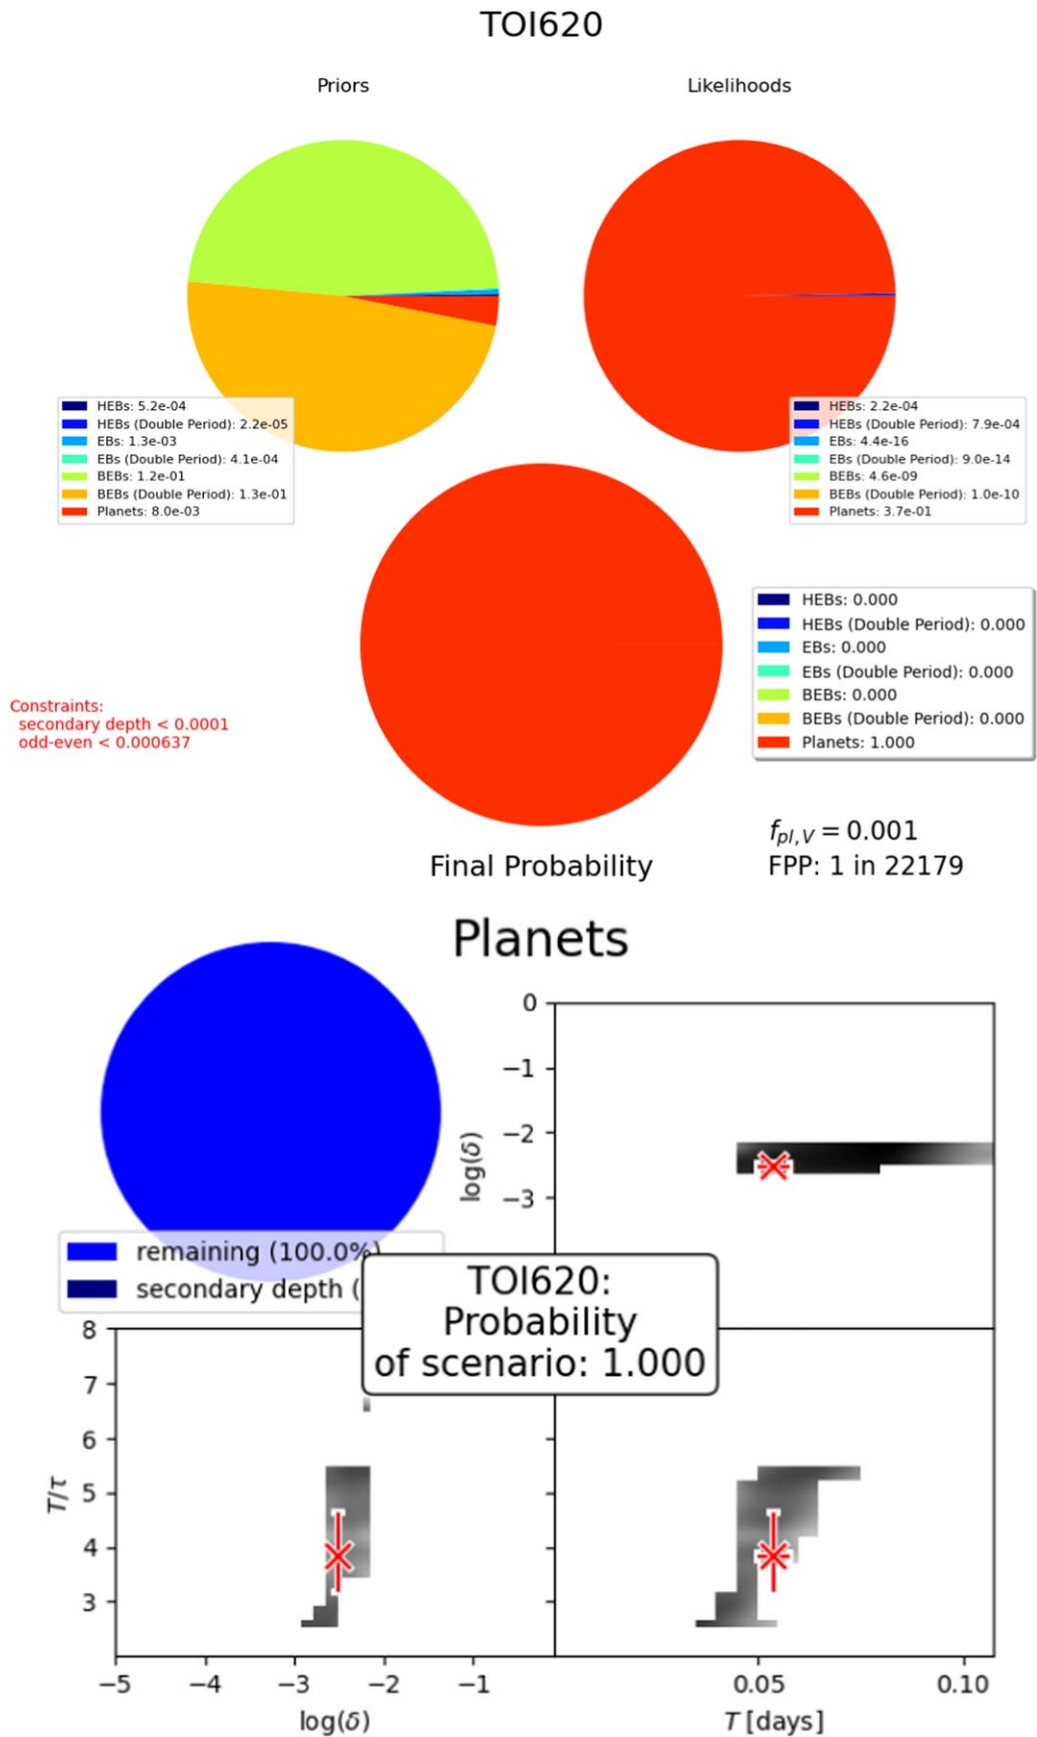 TOI620
Priors
Likelihoods
HEBs: 5.2e-04
HEBs (Double Period): 2.2e-05
EBs: 1.3e-03
EBs (Double Period): 4.1e-04
BEBs: 1.2e-01
BEBs (Double Period): 1.3e-01
Planets: 8.0e-03
HEBs: 2.2e-04
HEBs (Double Period): 7.9e-04
EBs: 4.4e-16
EBs (Double Period): 9.0e-14
BEBs: 4.6e-09
BEBs (Double Period): 1.0e-10
Planets: 3.7e-01
HEBs: 0.000
HEBs (Double Period): 0.000
EBs: 0.000
EBs (Double Period): 0.000
BEBs: 0.000
BEBs (Double Period): 0.000
Planets: 1.000
Constraints:
secondary depth < 0.0001
odd-even < 0.000637
Final Probability
f_{pl,V} = 0.001
FPP: 1 in 22179
Planets
0
−1
−2
−3
log(δ)
remaining (100.0%)
secondary depth (
TOI620:
Probability
of scenario: 1.000
8
7
6
5
4
3
T/τ
−5 −4 −3 −2 −1
log(δ)
0.05 0.10
T [days]